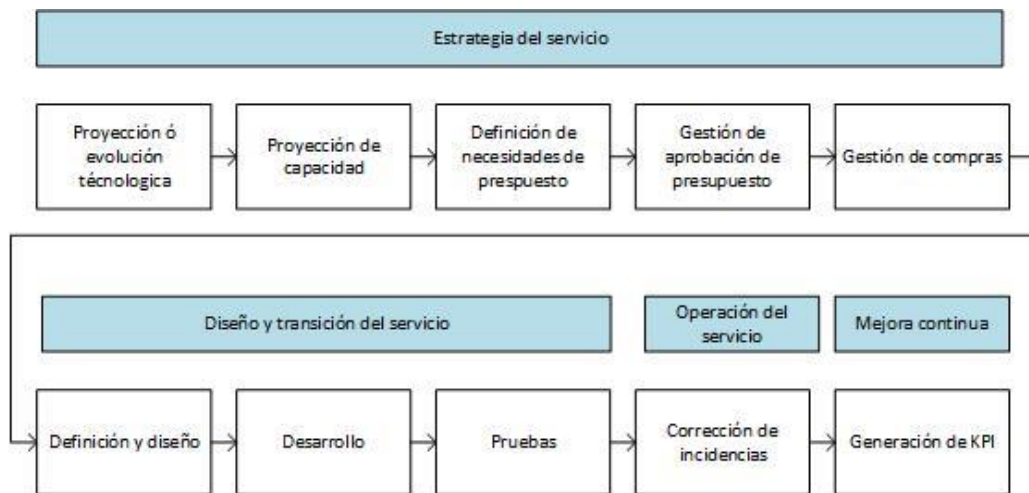 Estrategia del servicio
Proyección ó
evolución
técnologica
Proyección de
capacidad
Definición de
necesidades de
prespuesto
Gestión de
aprobación de
presupuesto
Gestión de compras
Diseño y transición del servicio
Operación del
servicio
Mejora continua
Definición y diseño
Desarrollo
Pruebas
Corrección de
incidencias
Generación de KPI